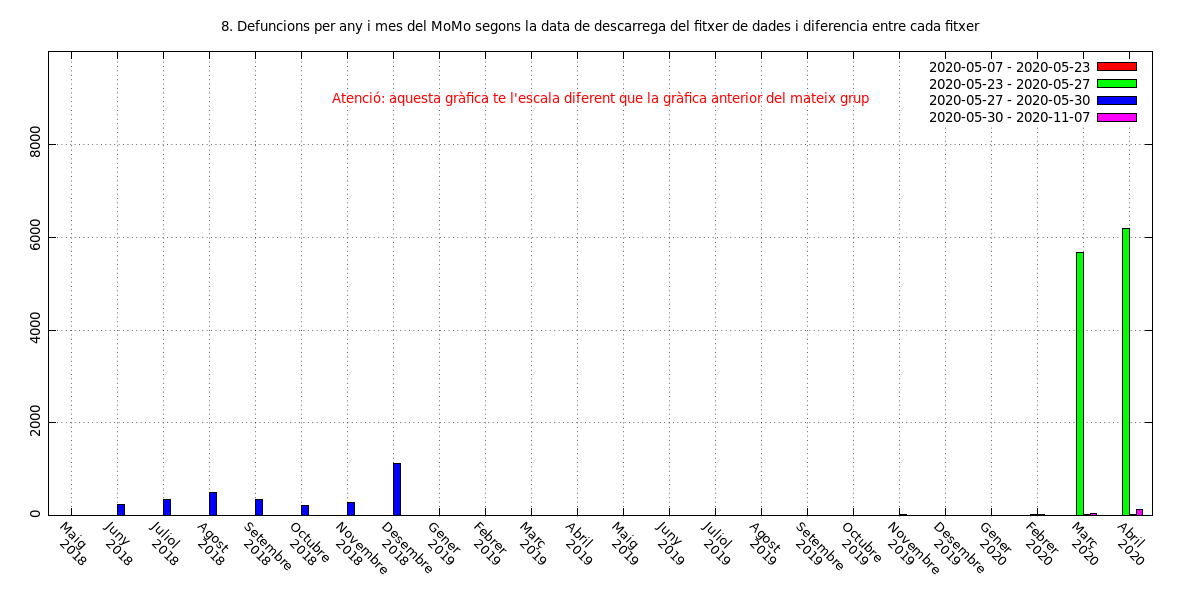 8. Defuncions per any i mes del MoMo segons la data de descarrega del fitxer de dades i diferencia entre cada fitxer
2020-05-07 - 2020-05-23
2020-05-23 - 2020-05-27
Atenció: aquesta gràfica te l'escala diferent que la gràfica anterior del mateix grup
2020-05-27 - 2020-05-30
2020-05-30 - 2020-11-07
8000
6000
4000
2000
0
Maig
2018
Juny
2018
Juliol
2018
Agost
2018
Setembre
2018
Octubre
2018
Novembre
2018
Desembre
2018
Gener
2019
Febrer
2019
Març
2019
Abril
2019
Maig
2019
Juny
2019
Juliol
2019
Agost
2019
Setembre
2019
Octubre
2019
Novembre
2019
Desembre
2019
Gener
2020
Febrer
2020
Març
2020
Abril
2020